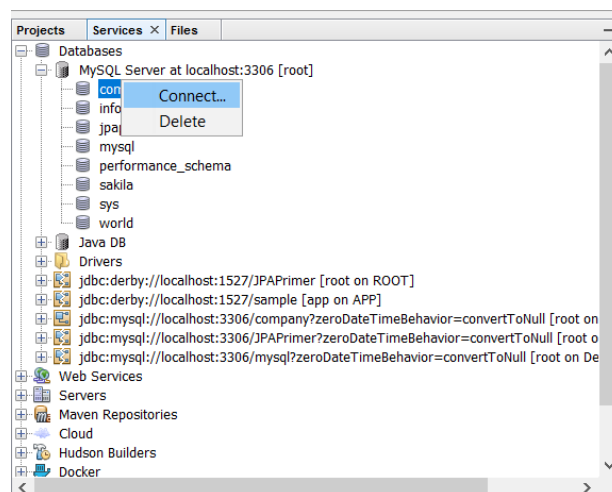 Projects Services × Files
Databases
MySQL Server at localhost:3306 [root]
Connect...
Delete
mysql
performance_schema
sakila
sys
world
Java DB
Drivers
jdbc:derby://localhost:1527/JPAPrimer [root on ROOT]
jdbc:derby://localhost:1527/sample [app on APP]
jdbc:mysql://localhost:3306/company?zeroDateTimeBehavior=convertToNull [root on
jdbc:mysql://localhost:3306/JPAPrimer?zeroDateTimeBehavior=convertToNull [root o
jdbc:mysql://localhost:3306/mysql?zeroDateTimeBehavior=convertToNull [root on De
Web Services
Servers
Maven Repositories
Cloud
Hudson Builders
Docker